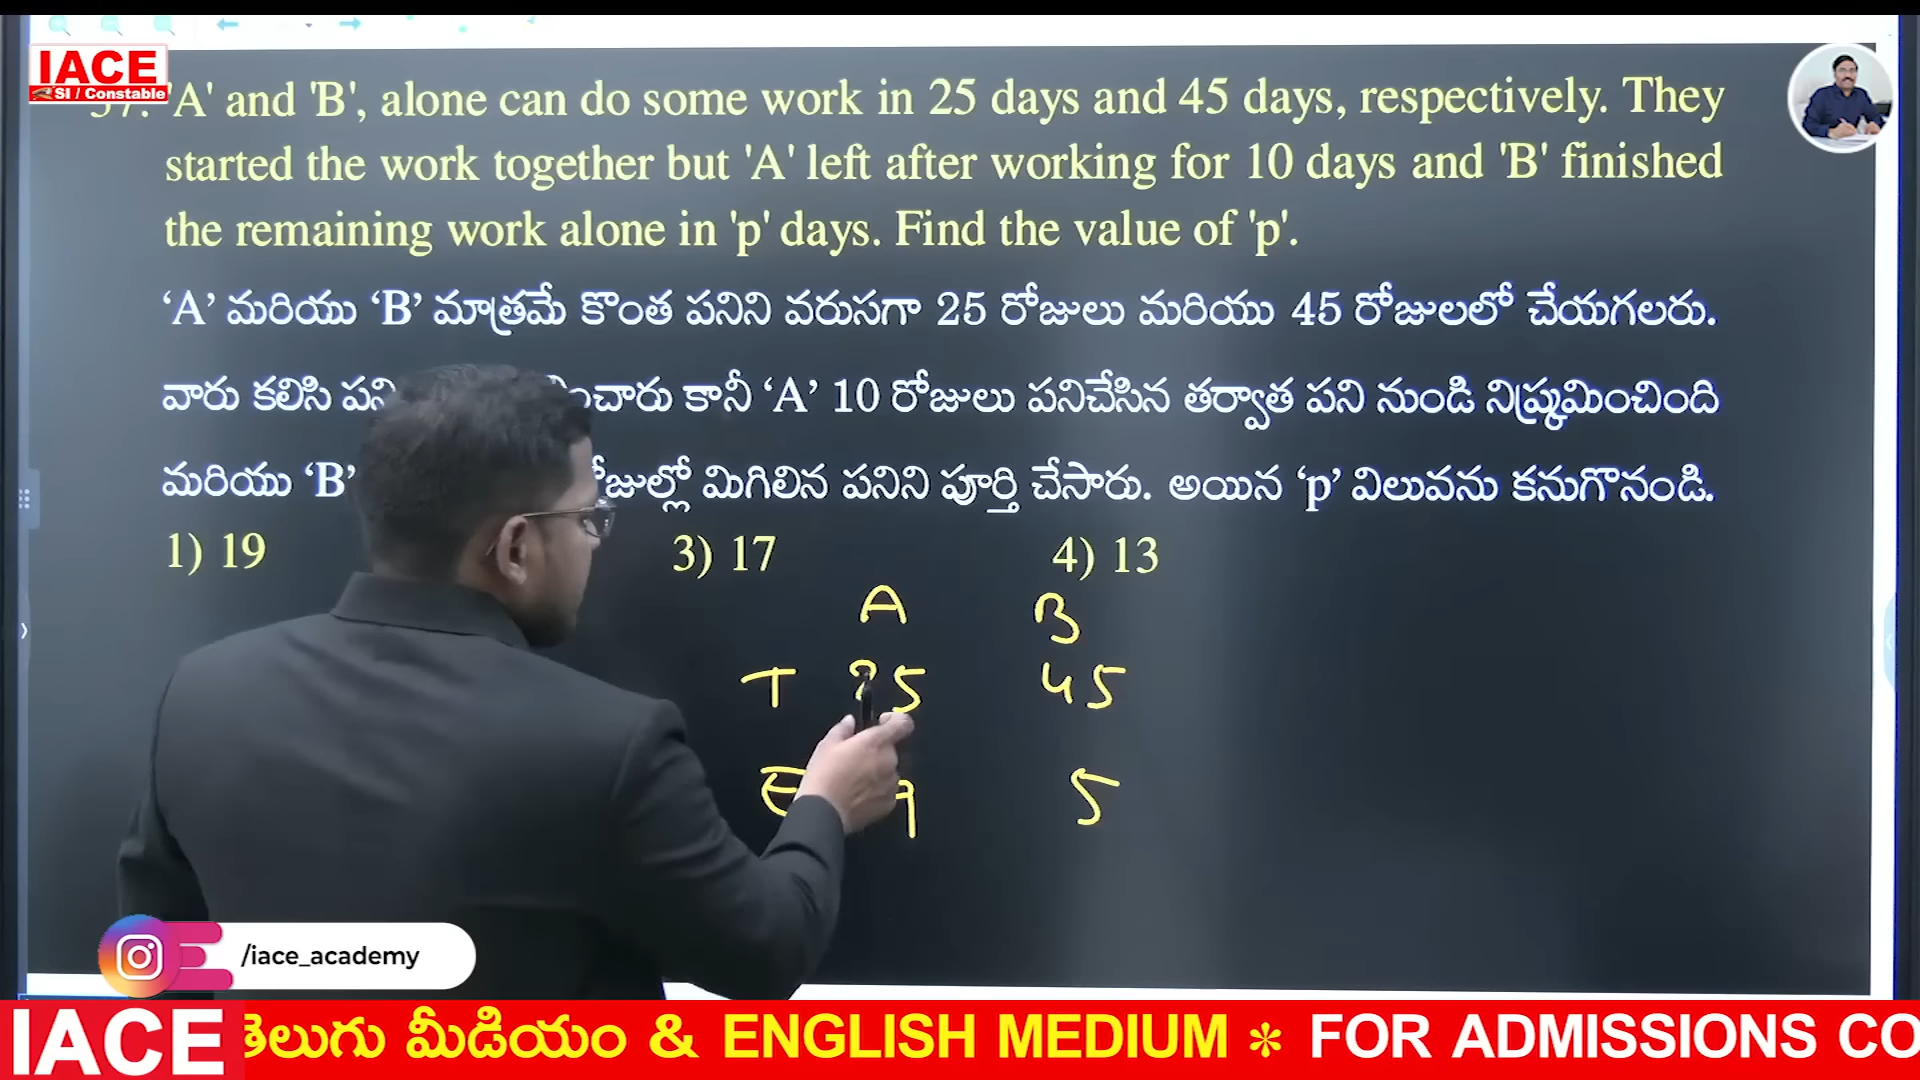 IACE
SI / Constable
'A' and 'B', alone can do some work in 25 days and 45 days, respectively. They
started the work together but 'A' left after working for 10 days and 'B' finished
the remaining work alone in 'p' days. Find the value of 'p'.
‘A’ మరియు ‘B’ మాత్రమే కొంత పనిని వరుసగా 25 రోజులు మరియు 45 రోజులలో చేయగలరు.
వారు కలిసి కానీ ‘A’ 10 రోజులు పనిచేసిన తర్వాత పని నుండి నిష్క్రమించింది
మరియు ‘B’ మిగిలిన పనిని పూర్తి చేసారు. అయిన ‘p’ విలువను కనుగొనండి.
1) 19 3) 17 4) 13
A B
T 25 45
E 9 5
/iace_academy
IACE తెలుగు మీడియం & ENGLISH MEDIUM * FOR ADMISSIONS CO